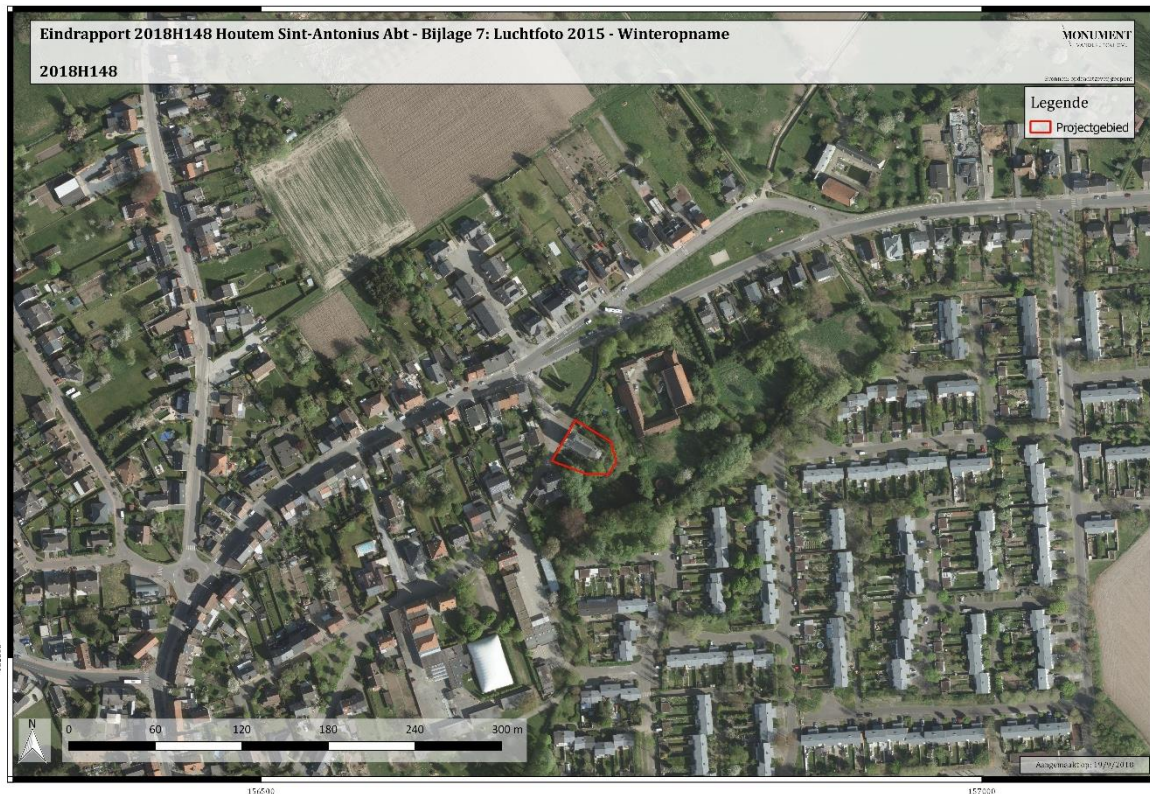 Eindrapport 2018H148 Houtem Sint-Antonius Abt - Bijlage 7: Luchtfoto 2015 - Winteropname
2018H148
MONUMENT
Legende
Projectgebied
N
0 60 120 180 240 300 m
Aangemaakt op: 19/9/2018
156500 157000